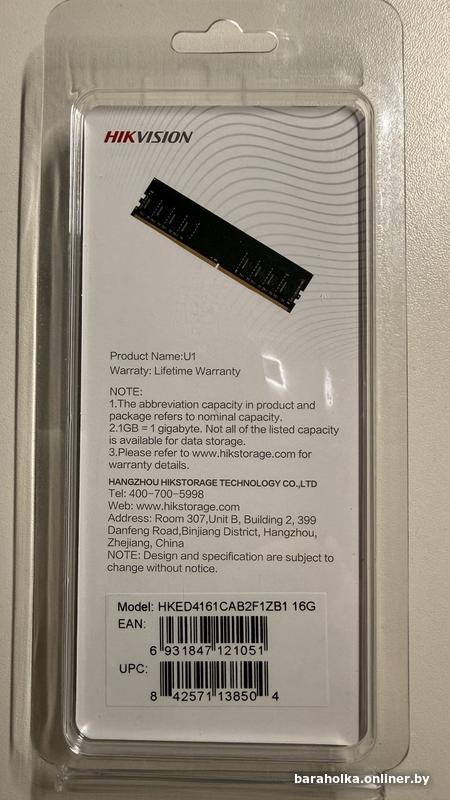 HIKVISION
Product Name:U1
Warraty: Lifetime Warranty
NOTE:
1.The abbreviation capacity in product and
package refers to nominal capacity.
2.1GB = 1 gigabyte. Not all of the listed capacity
is available for data storage.
3.Please refer to www.hikstorage.com for
warranty details.
HANGZHOU HIKSTORAGE TECHNOLOGY CO.,LTD
Tel: 400-700-5998
Web: www.hikstorage.com
Address: Room 307,Unit B, Building 2, 399
Danfeng Road,Binjiang District, Hangzhou,
Zhejiang, China
NOTE: Design and specification are subject to
change without notice.
Model: HKED4161CAB2F1ZB1 16G
EAN:
6 931847 121051
UPC:
8 42571 13850 4
baraholka.onliner.by